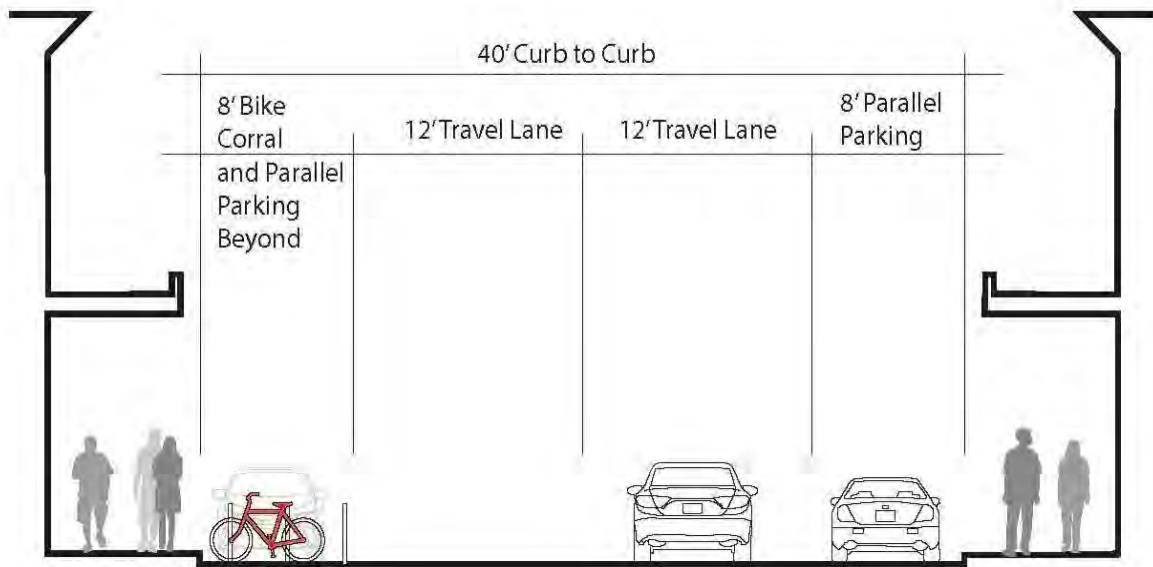 40' Curb to Curb
8' Bike
Corral
and Parallel
Parking
Beyond
12' Travel Lane
12' Travel Lane
8' Parallel
Parking